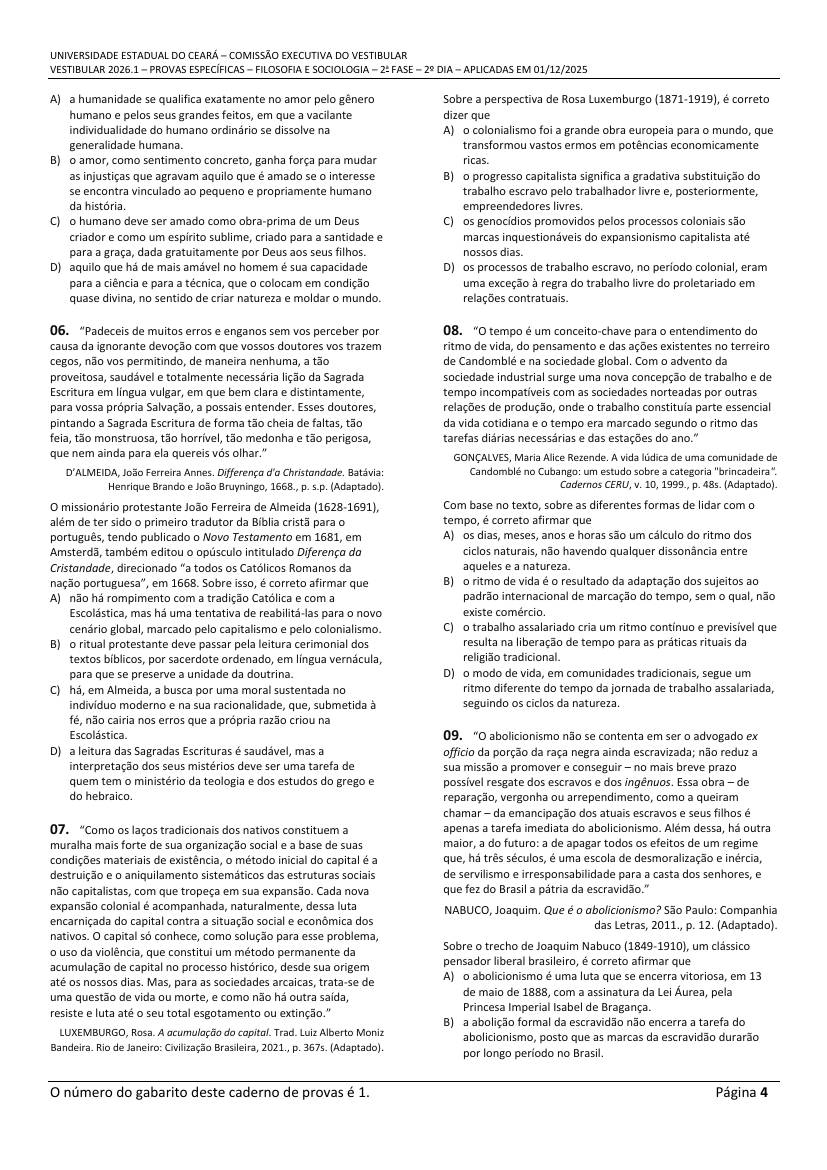 UNIVERSIDADE ESTADUAL DO CEARÁ – COMISSÃO EXECUTIVA DO VESTIBULAR
VESTIBULAR 2026.1 – PROVAS ESPECÍFICAS – FILOSOFIA E SOCIOLOGIA – 2ª FASE – 2º DIA – APLICADAS EM 01/12/2025
A) a humanidade se qualifica exatamente no amor pelo gênero
humano e pelos seus grandes feitos, em que a vacilante
individualidade do humano ordinário se dissolve na
generalidade humana.
B) o amor, como sentimento concreto, ganha força para mudar
as injustiças que agravam aquilo que é amado se o interesse
se encontra vinculado ao pequeno e propriamente humano
da história.
C) o humano deve ser amado como obra-prima de um Deus
criador e como um espírito sublime, criado para a santidade e
para a graça, dada gratuitamente por Deus aos seus filhos.
D) aquilo que há de mais amável no homem é sua capacidade
para a ciência e para a técnica, que o colocam em condição
quase divina, no sentido de criar natureza e moldar o mundo.
06. “Padeceis de muitos erros e enganos sem vos perceber por
causa da ignorante devoção com que vossos doutores vos trazem
cegos, não vos permitindo, de maneira nenhuma, a tão
proveitosa, saudável e totalmente necessária lição da Sagrada
Escritura em língua vulgar, em que bem clara e distintamente,
para vossa própria Salvação, a possais entender. Esses doutores,
pintando a Sagrada Escritura de forma tão cheia de faltas, tão
feia, tão monstruosa, tão horrível, tão medonha e tão perigosa,
que nem ainda para ela quereis vós olhar.”
D’ALMEIDA, João Ferreira Annes. Differença d'a Christandade. Batávia:
Henrique Brando e João Bruyningo, 1668., p. s.p. (Adaptado).
O missionário protestante João Ferreira de Almeida (1628-1691),
além de ter sido o primeiro tradutor da Bíblia cristã para o
português, tendo publicado o Novo Testamento em 1681, em
Amsterdã, também editou o opúsculo intitulado Diferença da
Cristandade, direcionado “a todos os Católicos Romanos da
nação portuguesa”, em 1668. Sobre isso, é correto afirmar que
A) não há rompimento com a tradição Católica e com a
Escolástica, mas há uma tentativa de reabilitá-las para o novo
cenário global, marcado pelo capitalismo e pelo colonialismo.
B) o ritual protestante deve passar pela leitura cerimonial dos
textos bíblicos, por sacerdote ordenado, em língua vernácula,
para que se preserve a unidade da doutrina.
C) há, em Almeida, a busca por uma moral sustentada no
indivíduo moderno e na sua racionalidade, que, submetida à
fé, não cairia nos erros que a própria razão criou na
Escolástica.
D) a leitura das Sagradas Escrituras é saudável, mas a
interpretação dos seus mistérios deve ser uma tarefa de
quem tem o ministério da teologia e dos estudos do grego e
do hebraico.
07. “Como os laços tradicionais dos nativos constituem a
muralha mais forte de sua organização social e a base de suas
condições materiais de existência, o método inicial do capital é a
destruição e o aniquilamento sistemáticos das estruturas sociais
não capitalistas, com que tropeça em sua expansão. Cada nova
expansão colonial é acompanhada, naturalmente, dessa luta
encarniçada do capital contra a situação social e econômica dos
nativos. O capital só conhece, como solução para esse problema,
o uso da violência, que constitui um método permanente da
acumulação de capital no processo histórico, desde sua origem
até os nossos dias. Mas, para as sociedades arcaicas, trata-se de
uma questão de vida ou morte, e como não há outra saída,
resiste e luta até o seu total esgotamento ou extinção.”
LUXEMBURGO, Rosa. A acumulação do capital. Trad. Luiz Alberto Moniz
Bandeira. Rio de Janeiro: Civilização Brasileira, 2021., p. 367s. (Adaptado).
Sobre a perspectiva de Rosa Luxemburgo (1871-1919), é correto
dizer que
A) o colonialismo foi a grande obra europeia para o mundo, que
transformou vastos ermos em potências economicamente
ricas.
B) o progresso capitalista significa a gradativa substituição do
trabalho escravo pelo trabalhador livre e, posteriormente,
empreendedores livres.
C) os genocídios promovidos pelos processos coloniais são
marcas inquestionáveis do expansionismo capitalista até
nossos dias.
D) os processos de trabalho escravo, no período colonial, eram
uma exceção à regra do trabalho livre do proletariado em
relações contratuais.
08. “O tempo é um conceito-chave para o entendimento do
ritmo de vida, do pensamento e das ações existentes no terreiro
de Candomblé e na sociedade global. Com o advento da
sociedade industrial surge uma nova concepção de trabalho e de
tempo incompatíveis com as sociedades norteadas por outras
relações de produção, onde o trabalho constituía parte essencial
da vida cotidiana e o tempo era marcado segundo o ritmo das
tarefas diárias necessárias e das estações do ano.”
GONÇALVES, Maria Alice Rezende. A vida lúdica de uma comunidade de
Candomblé no Cubango: um estudo sobre a categoria "brincadeira”.
Cadernos CERU, v. 10, 1999., p. 48s. (Adaptado).
Com base no texto, sobre as diferentes formas de lidar com o
tempo, é correto afirmar que
A) os dias, meses, anos e horas são um cálculo do ritmo dos
ciclos naturais, não havendo qualquer dissonância entre
aqueles e a natureza.
B) o ritmo de vida é o resultado da adaptação dos sujeitos ao
padrão internacional de marcação do tempo, sem o qual, não
existe comércio.
C) o trabalho assalariado cria um ritmo contínuo e previsível que
resulta na liberação de tempo para as práticas rituais da
religião tradicional.
D) o modo de vida, em comunidades tradicionais, segue um
ritmo diferente do tempo da jornada de trabalho assalariada,
seguindo os ciclos da natureza.
09. “O abolicionismo não se contenta em ser o advogado ex
officio da porção da raça negra ainda escravizada; não reduz a
sua missão a promover e conseguir – no mais breve prazo
possível resgate dos escravos e dos ingênuos. Essa obra – de
reparação, vergonha ou arrependimento, como a queiram
chamar – da emancipação dos atuais escravos e seus filhos é
apenas a tarefa imediata do abolicionismo. Além dessa, há outra
maior, a do futuro: a de apagar todos os efeitos de um regime
que, há três séculos, é uma escola de desmoralização e inércia,
de servilismo e irresponsabilidade para a casta dos senhores, e
que fez do Brasil a pátria da escravidão.”
NABUCO, Joaquim. Que é o abolicionismo? São Paulo: Companhia
das Letras, 2011., p. 12. (Adaptado).
Sobre o trecho de Joaquim Nabuco (1849-1910), um clássico
pensador liberal brasileiro, é correto afirmar que
A) o abolicionismo é uma luta que se encerra vitoriosa, em 13
de maio de 1888, com a assinatura da Lei Áurea, pela
Princesa Imperial Isabel de Bragança.
B) a abolição formal da escravidão não encerra a tarefa do
abolicionismo, posto que as marcas da escravidão durarão
por longo período no Brasil.
O número do gabarito deste caderno de provas é 1.
Página 4